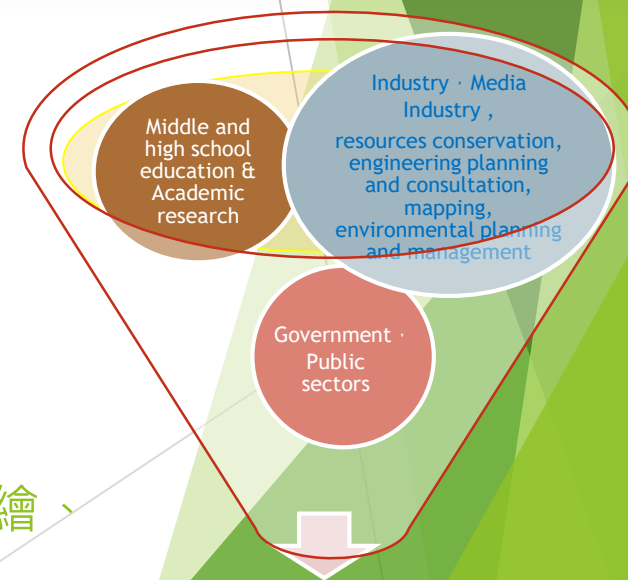 Middle and
high school
education &
Academic
research
Industry · Media
Industry ,
resources conservation,
engineering planning
and consultation,
mapping,
environmental planning
and management
Government ·
Public
sectors
繪、